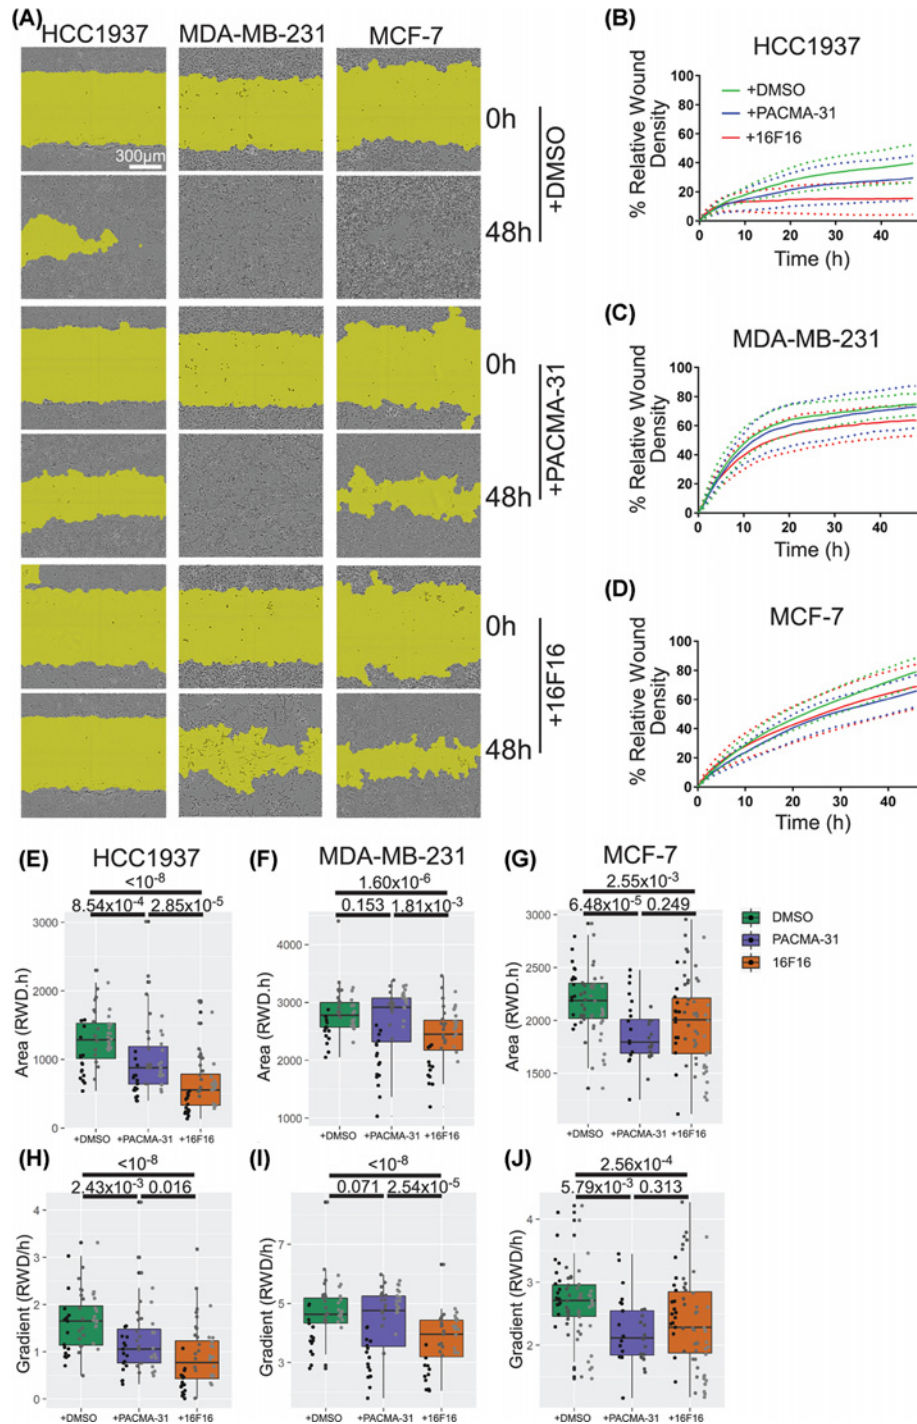 (A)
HCC1937 MDA-MB-231 MCF-7
300µm
0h
48h
+DMSO
0h
48h
+PACMA-31
0h
48h
+16F16
(B)
HCC1937
% Relative Wound
Density
100
80
60
40
20
0
+DMSO
+PACMA-31
+16F16
0 10 20 30 40
Time (h)
(C)
MDA-MB-231
% Relative Wound
Density
100
80
60
40
20
0
0 10 20 30 40
Time (h)
(D)
MCF-7
% Relative Wound
Density
100
80
60
40
20
0
0 10 20 30 40
Time (h)
(E) HCC1937
<10-8
8.54x10-4 2.85x10-5
Area (RWD.h)
3000
2000
1000
0
+DMSO +PACMA-31 +16F16
(F) MDA-MB-231
1.60x10-6
0.153 1.81x10-3
Area (RWD.h)
4000
3000
2000
1000
+DMSO +PACMA-31 +16F16
(G) MCF-7
2.55x10-3
6.48x10-5 0.249
Area (RWD.h)
3000
2500
2000
1500
+DMSO +PACMA-31 +16F16
DMSO
PACMA-31
16F16
(H)
<10-8
2.43x10-3 0.016
Gradient (RWD/h)
4
3
2
1
0
+DMSO +PACMA-31 +16F16
(I)
<10-8
0.071 2.54x10-5
Gradient (RWD/h)
7
5
3
+DMSO +PACMA-31 +16F16
(J)
2.56x10-4
5.79x10-3 0.313
Gradient (RWD/h)
4
3
2
+DMSO +PACMA-31 +16F16